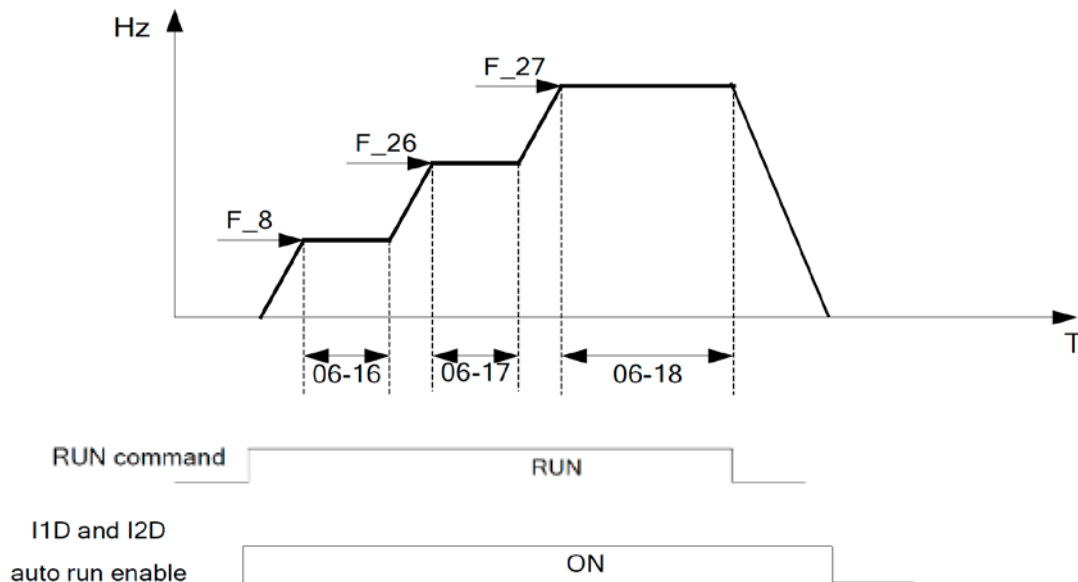 Hz
F_27
F_26
F_8
T
06-16 06-17 06-18
RUN command RUN
I1D and I2D
auto run enable ON